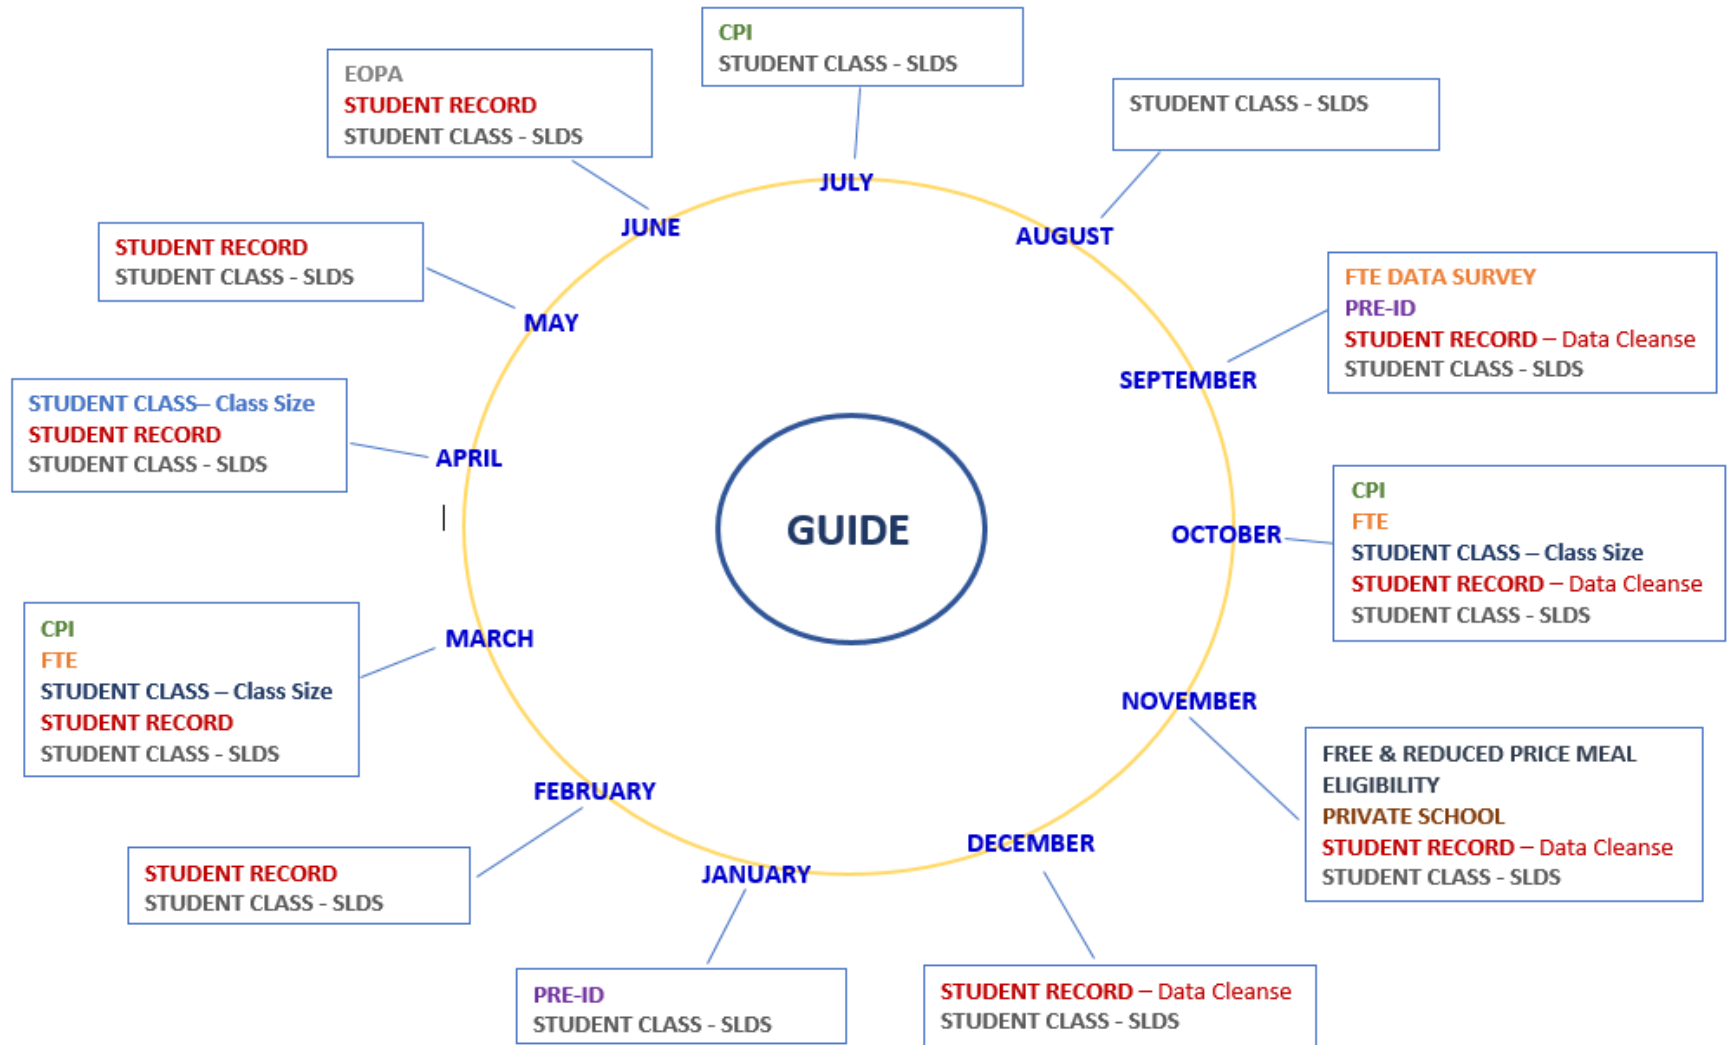 CPI
STUDENT CLASS - SLDS
JULY
STUDENT CLASS - SLDS
AUGUST
FTE DATA SURVEY
PRE-ID
STUDENT RECORD – Data Cleanse
STUDENT CLASS - SLDS
SEPTEMBER
CPI
FTE
STUDENT CLASS – Class Size
STUDENT RECORD – Data Cleanse
STUDENT CLASS - SLDS
OCTOBER
NOVEMBER
FREE & REDUCED PRICE MEAL
ELIGIBILITY
PRIVATE SCHOOL
STUDENT RECORD – Data Cleanse
STUDENT CLASS - SLDS
DECEMBER
STUDENT RECORD – Data Cleanse
STUDENT CLASS - SLDS
JANUARY
PRE-ID
STUDENT CLASS - SLDS
FEBRUARY
STUDENT RECORD
STUDENT CLASS - SLDS
MARCH
CPI
FTE
STUDENT CLASS – Class Size
STUDENT RECORD
STUDENT CLASS - SLDS
APRIL
STUDENT CLASS– Class Size
STUDENT RECORD
STUDENT CLASS - SLDS
MAY
STUDENT RECORD
STUDENT CLASS - SLDS
JUNE
EOPA
STUDENT RECORD
STUDENT CLASS - SLDS
GUIDE